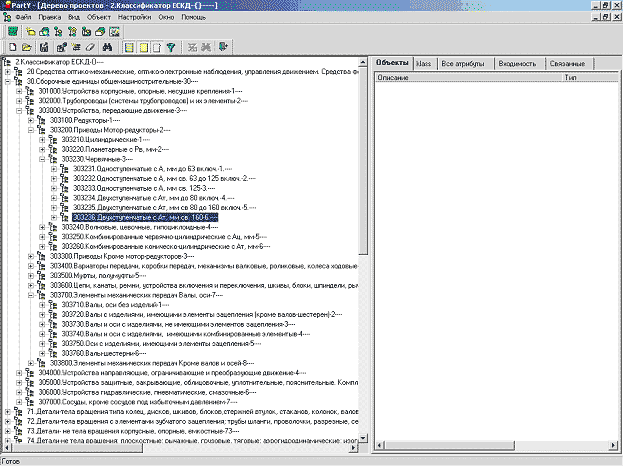 PartY - [Дерево проектов - 2.Классификатор ЕСКД-{}-----]
Файл Правка Вид Объект Настройки Окно Помощь
2.Классификатор ЕСКД-0---
20.Средства оптико-механические, оптико-электронные наблюдения, управления движением. Средства фо
30.Сборочные единицы общемашиностроительные-30----
301000.Устройства корпусные, опорные, несущие крепления-1----
302000.Трубопроводы (системы трубопроводов) и их элементы-2----
303000.Устройства, передающие движение-3----
303100.Редукторы-1----
303200.Приводы Мотор-редукторы-2----
303210.Цилиндрические-1----
303220.Планетарные с Рв, мм-2----
303230.Червячные-3----
303231.Одноступенчатые с А, мм до 63 включ.-1.----
303232.Одноступенчатые с А, мм св. 63 до 125 включ.-2.----
303233.Одноступенчатые с А, мм св. 125-3.----
303234.Двухступенчатые с Ат, мм до 80 включ.-4.----
303235.Двухступенчатые с Ат, мм св 80 до 160 включ.-5.----
303236.Двухступенчатые с Ат, мм св. 160-6.----
303240.Волновые, цевочные, гипоциклоидные-4----
303250.Комбинированные червячно-цилиндрические с Ац, мм-5----
303260.Комбинированные коническо-цилиндрические с Ат, мм-6----
303300.Приводы Кроме мотор-редукторов-3----
303400.Вариаторы передачи, коробки передач, механизмы валковые, роликовые, колеса ходовые
303500.Муфты, полумуфты-5----
303600.Цепи, канаты, ремни, устройства включения и переключения, шкивы, блоки, шпиндели, ры
303700.Элементы механических передач Валы, оси-7----
303710.Валы, оси без изделий-1----
303720.Валы с изделиями, имеющими элементы зацепления (кроме валов-шестерен)-2----
303730.Валы и оси с изделиями, не имеющими элементов зацепления-3----
303740.Валы и оси с изделиями, имеющими комбинированные элементы-4----
303750.Оси с изделиями, имеющими элементы зацепления-5----
303760.Валы-шестерни-6----
303800.Элементы механических передач Кроме валов и осей-8----
304000.Устройства направляющие, ограничивающие и преобразующие движение-4----
305000.Устройства защитные, закрывающие, облицовочные, уплотнительные, пояснительные. Компл
306000.Устройства гидравлические, пневматические, смазочные-6----
307000.Сосуды, кроме сосудов под избыточным давлением-7----
71.Детали-тела вращения типа колец, дисков, шкивов, блоков,стержней,втулок, стаканов, колонок, валов
72.Детали-тела вращения с элементами зубчатого зацепления; трубы шланги, проволочки, разрезные, се
73.Детали- не тела вращения корпусные, опорные, емкостные-73----
74.Детали-не тела вращения: плоскостные; рычажные, грузовые, тяговые; аэрогидродинамические; изог
Объекты klass Все атрибуты Входимость Связанные
Описание Тип
Готов